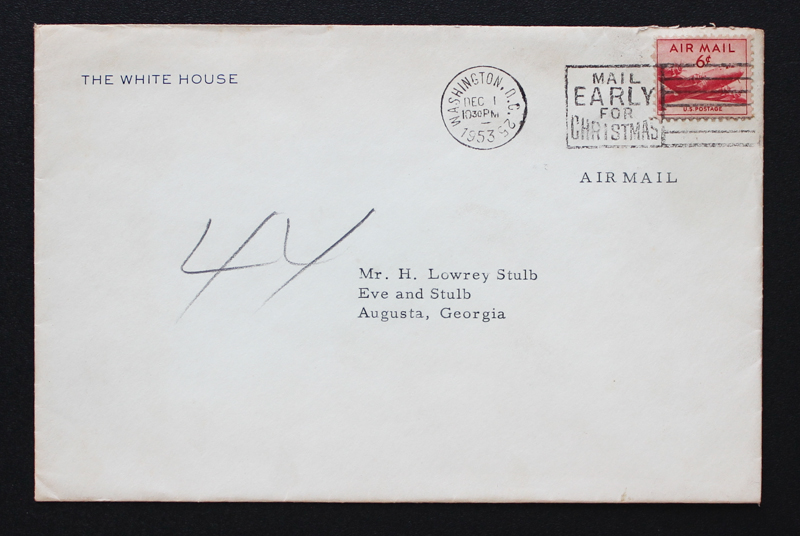 THE WHITE HOUSE
WASHINGTON, D.C. 25
DEC 1
1030 PM
1953
MAIL
EARLY
FOR
CHRISTMAS
AIR MAIL
6¢
U.S. POSTAGE
AIR MAIL
44
Mr. H. Lowrey Stulb
Eve and Stulb
Augusta, Georgia